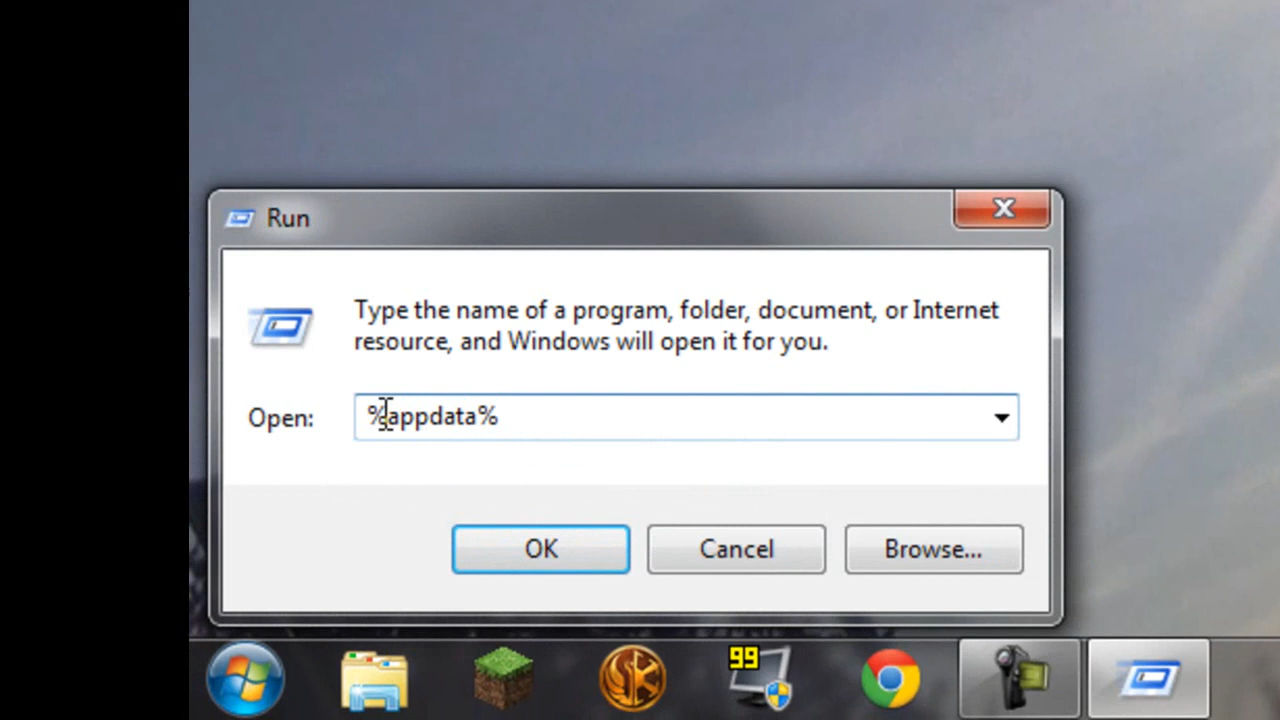 Run
Type the name of a program, folder, document, or Internet
resource, and Windows will open it for you.
Open:
%appdata%
OK
Cancel
Browse...
99